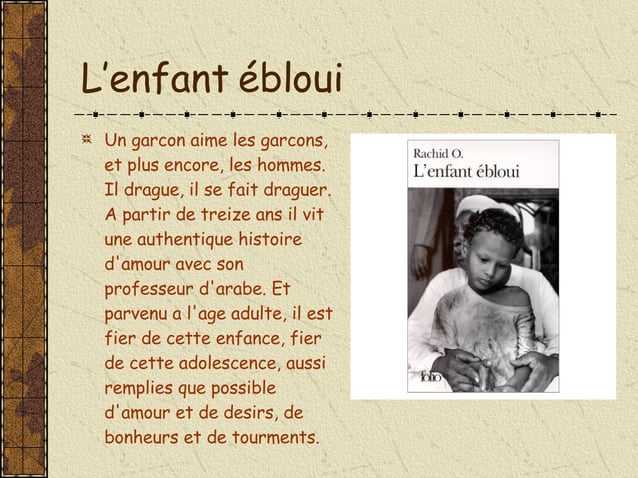 L'enfant ébloui
Un garcon aime les garcons,
et plus encore, les hommes.
Il drague, il se fait draguer.
A partir de treize ans il vit
une authentique histoire
d'amour avec son
professeur d'arabe. Et
parvenu a l'age adulte, il est
fier de cette enfance, fier
de cette adolescence, aussi
remplies que possible
d'amour et de desirs, de
bonheurs et de tourments.
Rachid O.
L'enfant ébloui
folio